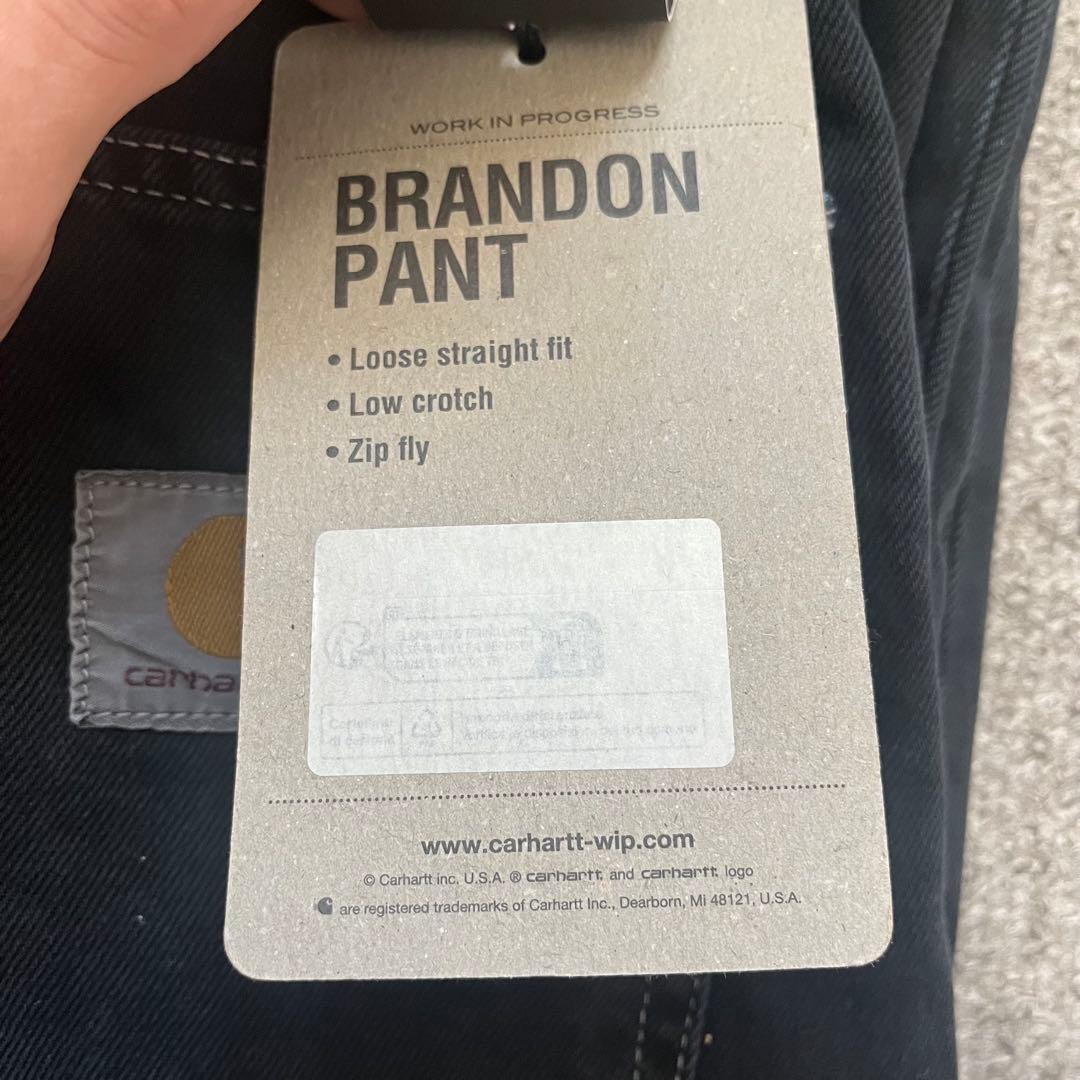 WORK IN PROGRESS
BRANDON
PANT
• Loose straight fit
• Low crotch
• Zip fly
carha
www.carhartt-wip.com
© Carhartt inc. U.S.A. ® carhartt and carhartt logo
are registered trademarks of Carhartt Inc., Dearborn, Mi 48121, U.S.A.